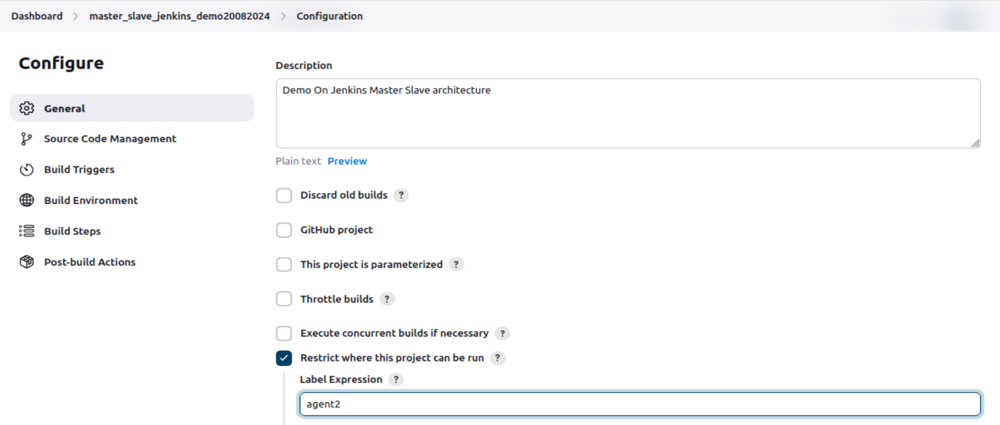 Dashboard > master_slave_jenkins_demo20082024 > Configuration
Configure
General
Source Code Management
Build Triggers
Build Environment
Build Steps
Post-build Actions
Description
Demo On Jenkins Master Slave architecture
Plain text Preview
Discard old builds ?
GitHub project
This project is parameterized ?
Throttle builds ?
Execute concurrent builds if necessary ?
Restrict where this project can be run ?
Label Expression ?
agent2